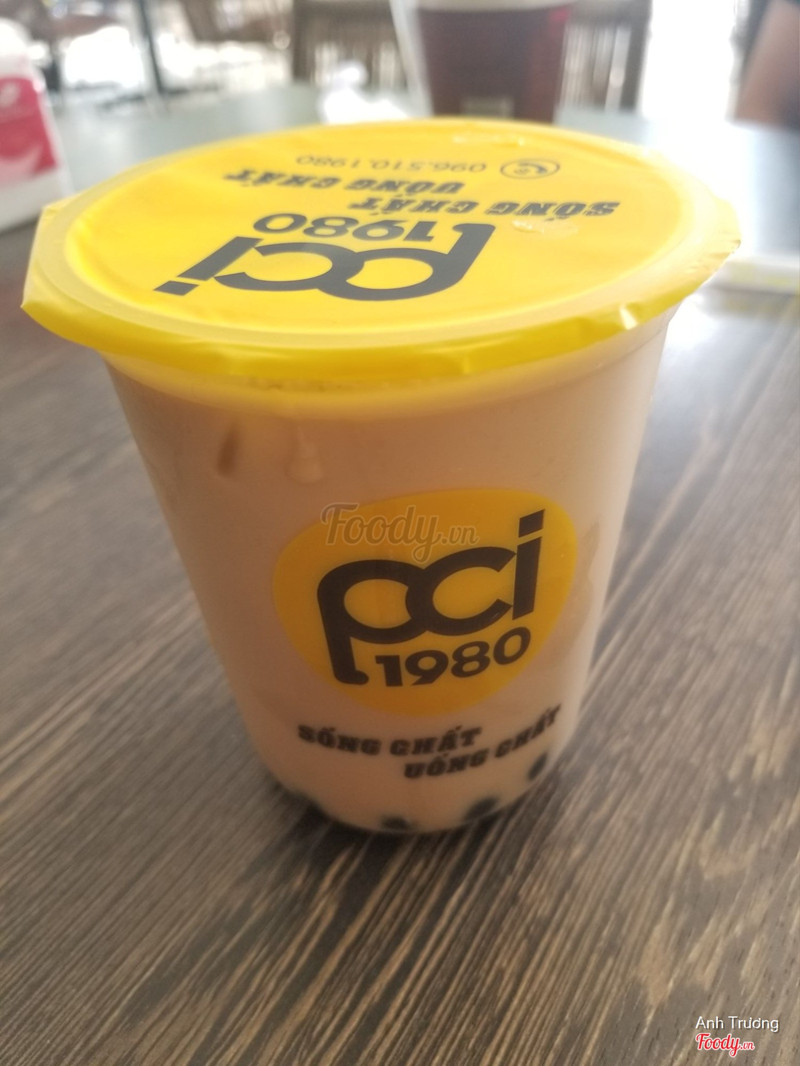 096.510.1980
SỐNG CHẤT
UỐNG CHẤT
pci
1980
Foody.vn
pci
1980
SỐNG CHẤT
UỐNG CHẤT
Anh Trương
Foody.vn